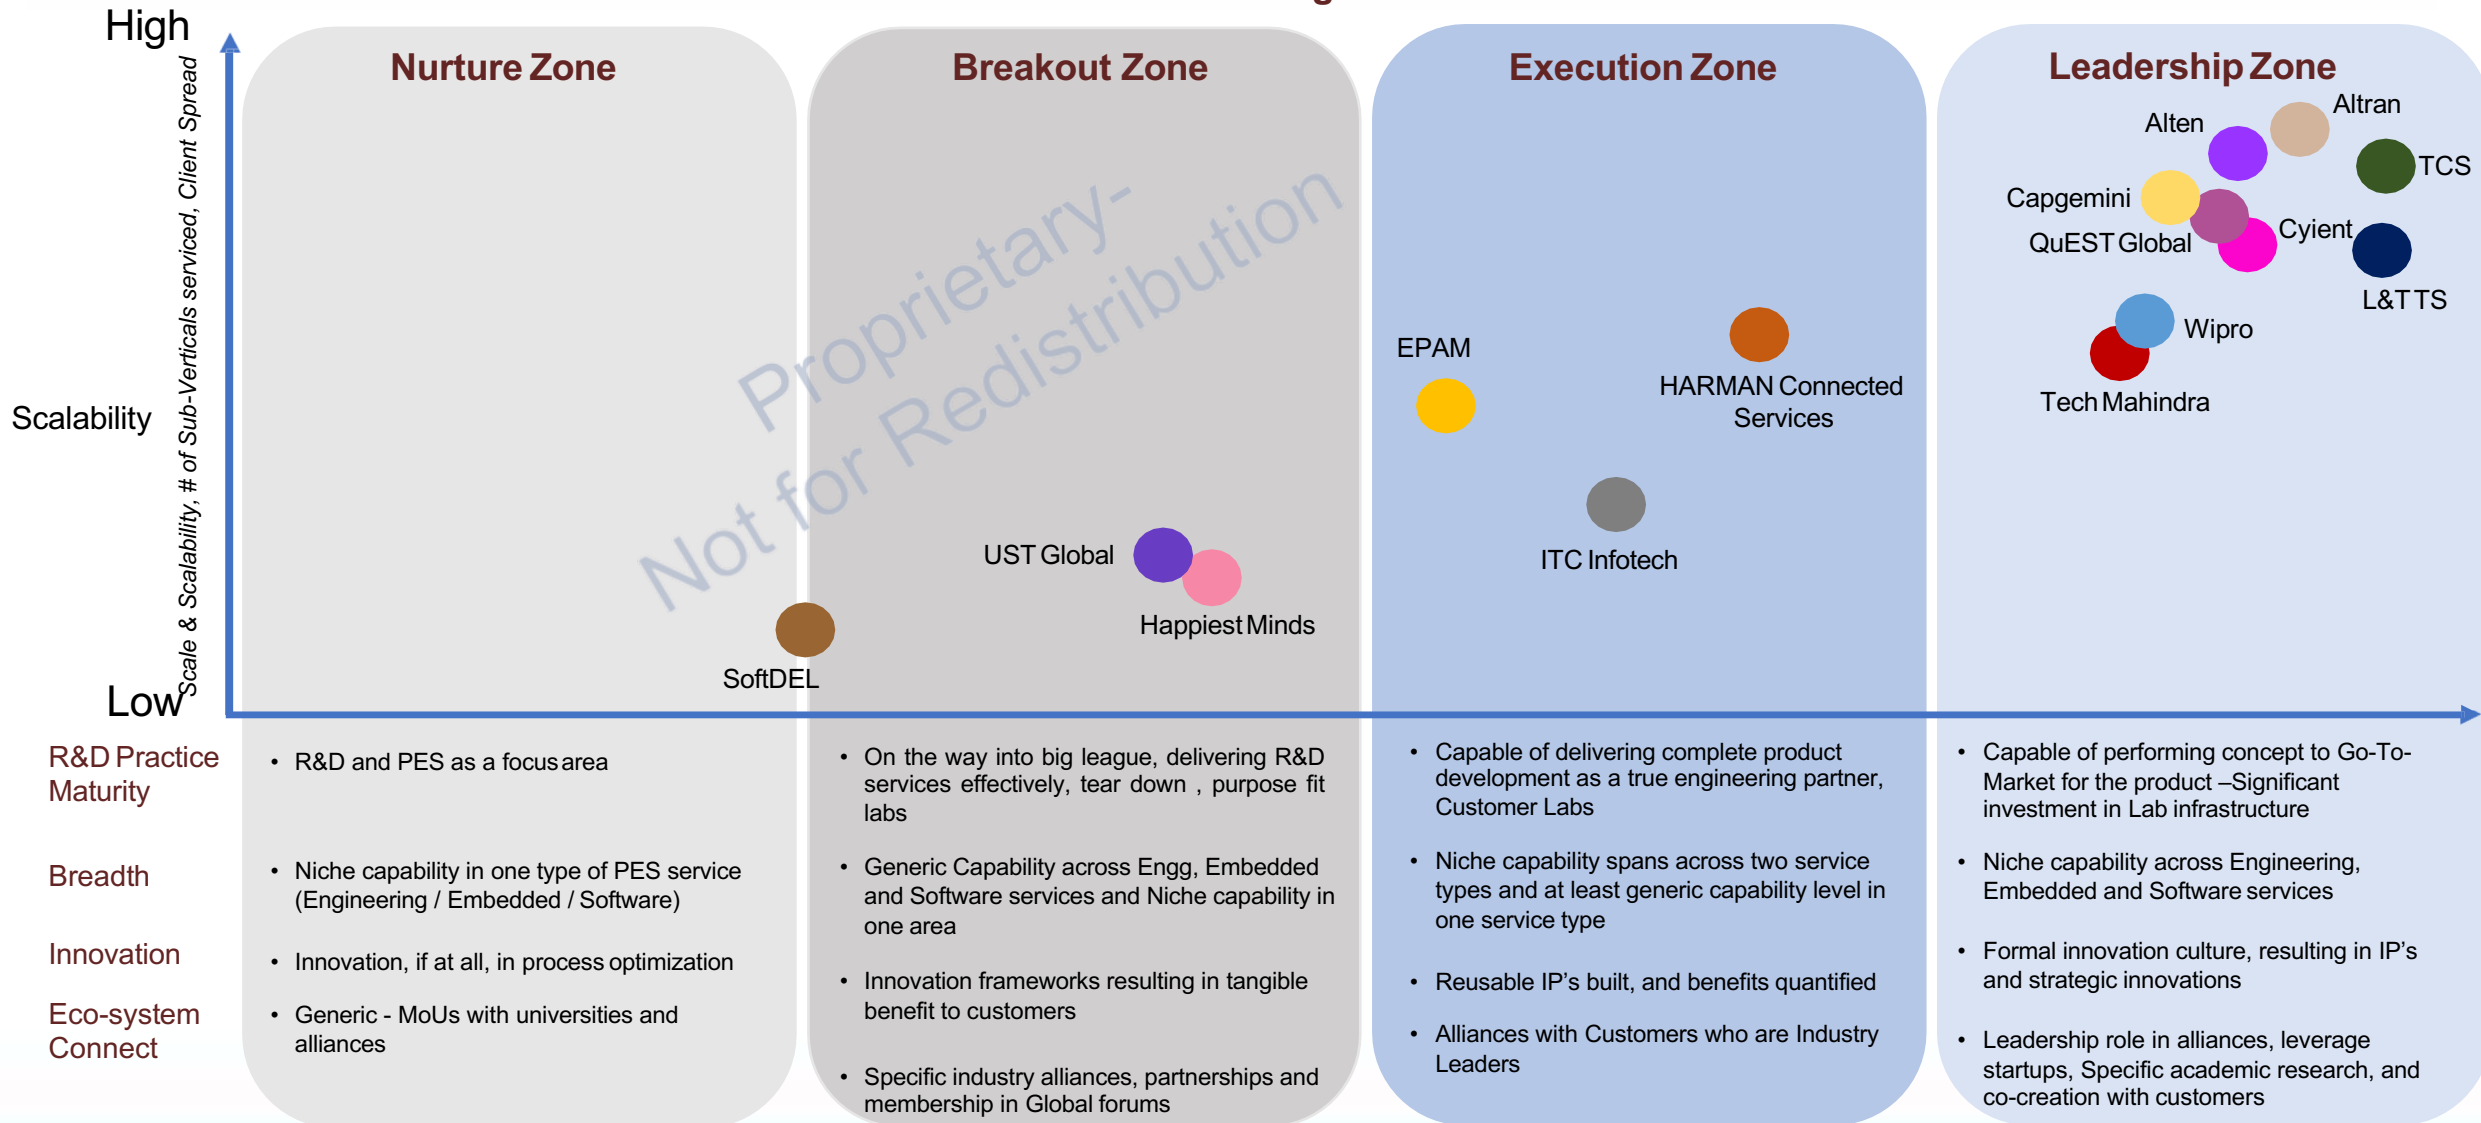 High
Nurture Zone
Breakout Zone
Execution Zone
Leadership Zone
Scale & Scalability, # of Sub-Verticals serviced, Client Spread
Altran
Alten
TCS
Capgemini
Cyient
QuEST Global
L&T TS
Wipro
Tech Mahindra
EPAM
HARMAN Connected
Services
Scalability
Proprietary-
Not for Redistribution
ITC Infotech
UST Global
Happiest Minds
SoftDEL
Low
R&D Practice
Maturity
• R&D and PES as a focus area
• On the way into big league, delivering R&D
services effectively, tear down , purpose fit
labs
• Capable of delivering complete product
development as a true engineering partner,
Customer Labs
• Capable of performing concept to Go-To-
Market for the product –Significant
investment in Lab infrastructure
Breadth
• Niche capability in one type of PES service
(Engineering / Embedded / Software)
• Generic Capability across Engg, Embedded
and Software services and Niche capability in
one area
• Niche capability spans across two service
types and at least generic capability level in
one service type
• Niche capability across Engineering,
Embedded and Software services
Innovation
• Innovation, if at all, in process optimization
• Innovation frameworks resulting in tangible
benefit to customers
• Reusable IP’s built, and benefits quantified
• Formal innovation culture, resulting in IP’s
and strategic innovations
Eco-system
Connect
• Generic - MoUs with universities and
alliances
• Specific industry alliances, partnerships and
membership in Global forums
• Alliances with Customers who are Industry
Leaders
• Leadership role in alliances, leverage
startups, Specific academic research, and
co-creation with customers